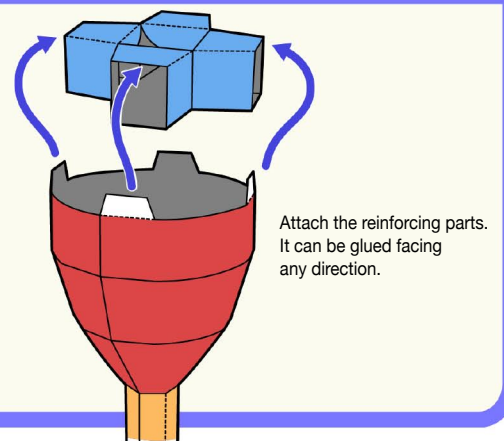 Attach the reinforcing parts.
It can be glued facing
any direction.